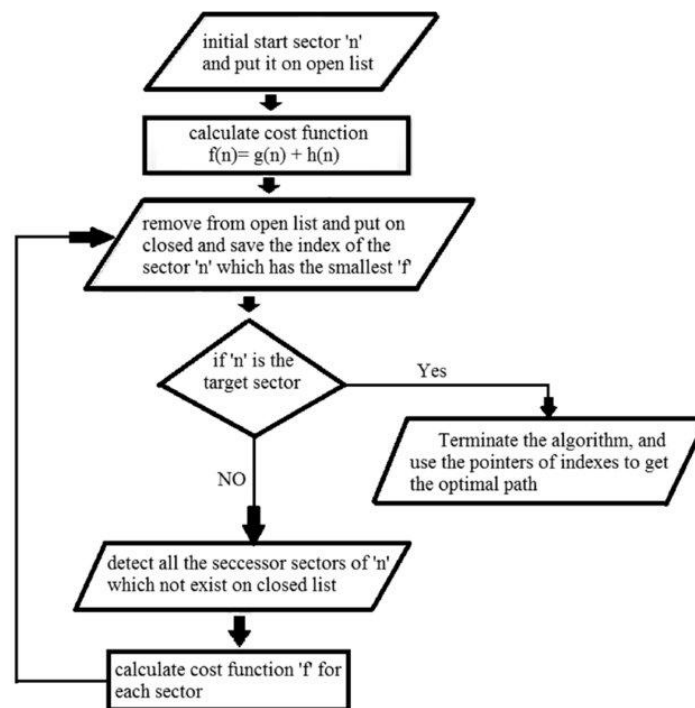 initial start sector 'n'
and put it on open list
calculate cost function
f(n)= g(n) + h(n)
remove from open list and put on
closed and save the index of the
sector 'n' which has the smallest 'f'
if 'n' is the
target sector
Yes
Terminate the algorithm, and
use the pointers of indexes to get
the optimal path
NO
detect all the seccessor sectors of 'n'
which not exist on closed list
calculate cost function 'f' for
each sector